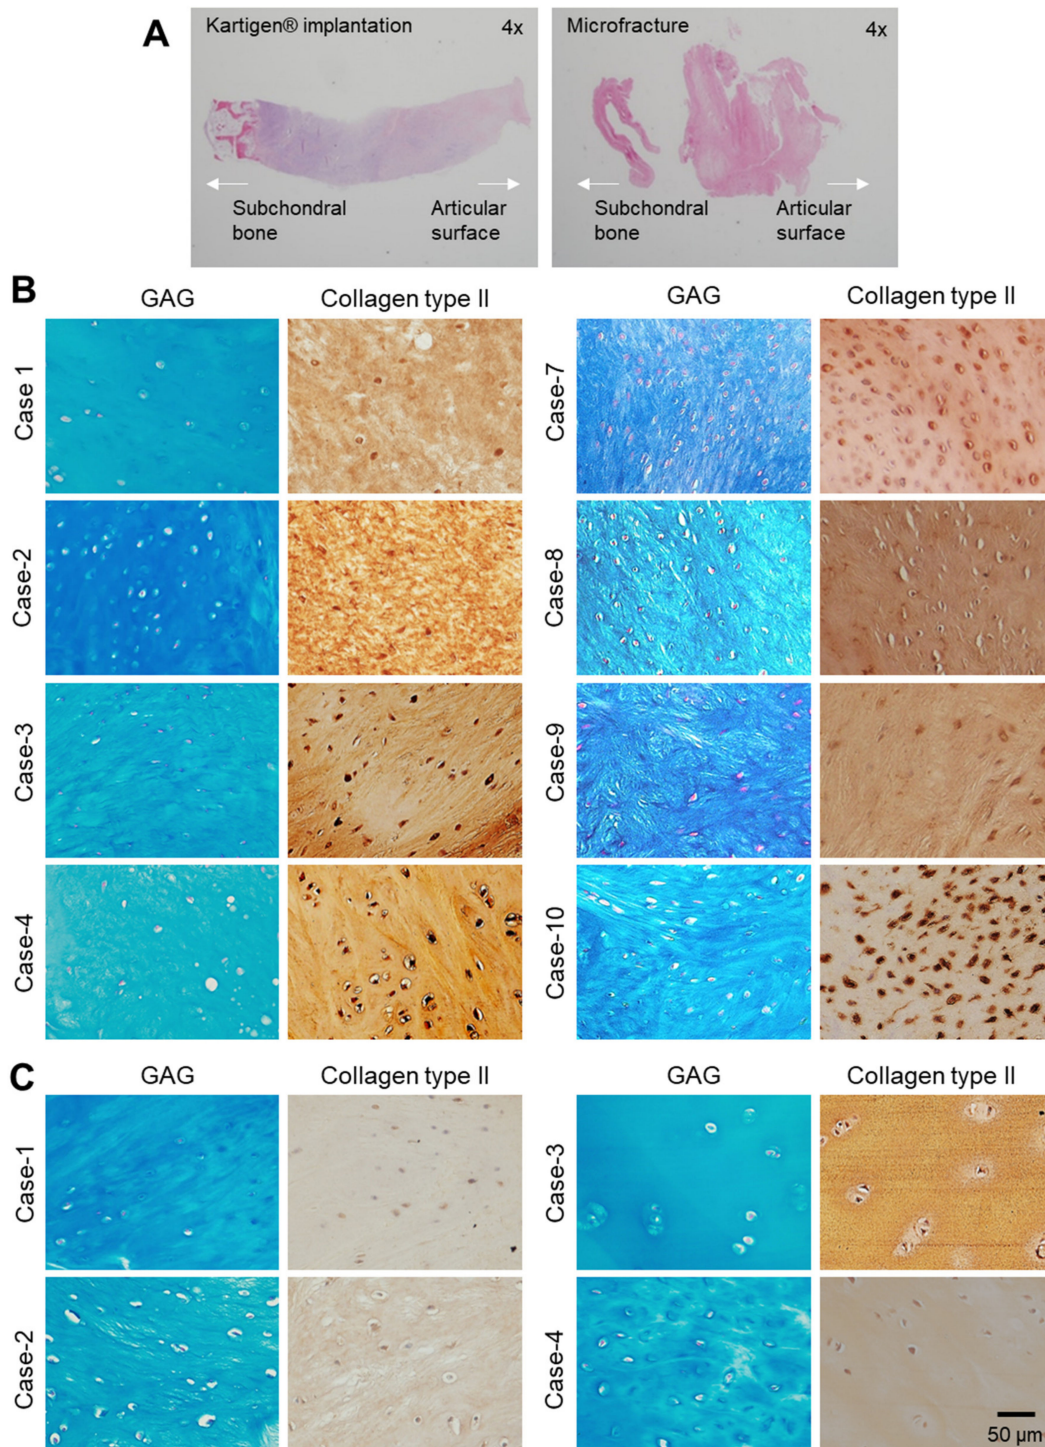 A
Kartigen® implantation
4x
Subchondral
bone
Articular
surface
Microfracture
4x
Subchondral
bone
Articular
surface
B
GAG
Collagen type II
GAG
Collagen type II
Case 1
Case-7
Case-2
Case-8
Case-3
Case-9
Case-4
Case-10
C
GAG
Collagen type II
GAG
Collagen type II
Case-1
Case-3
Case-2
Case-4
50 µm